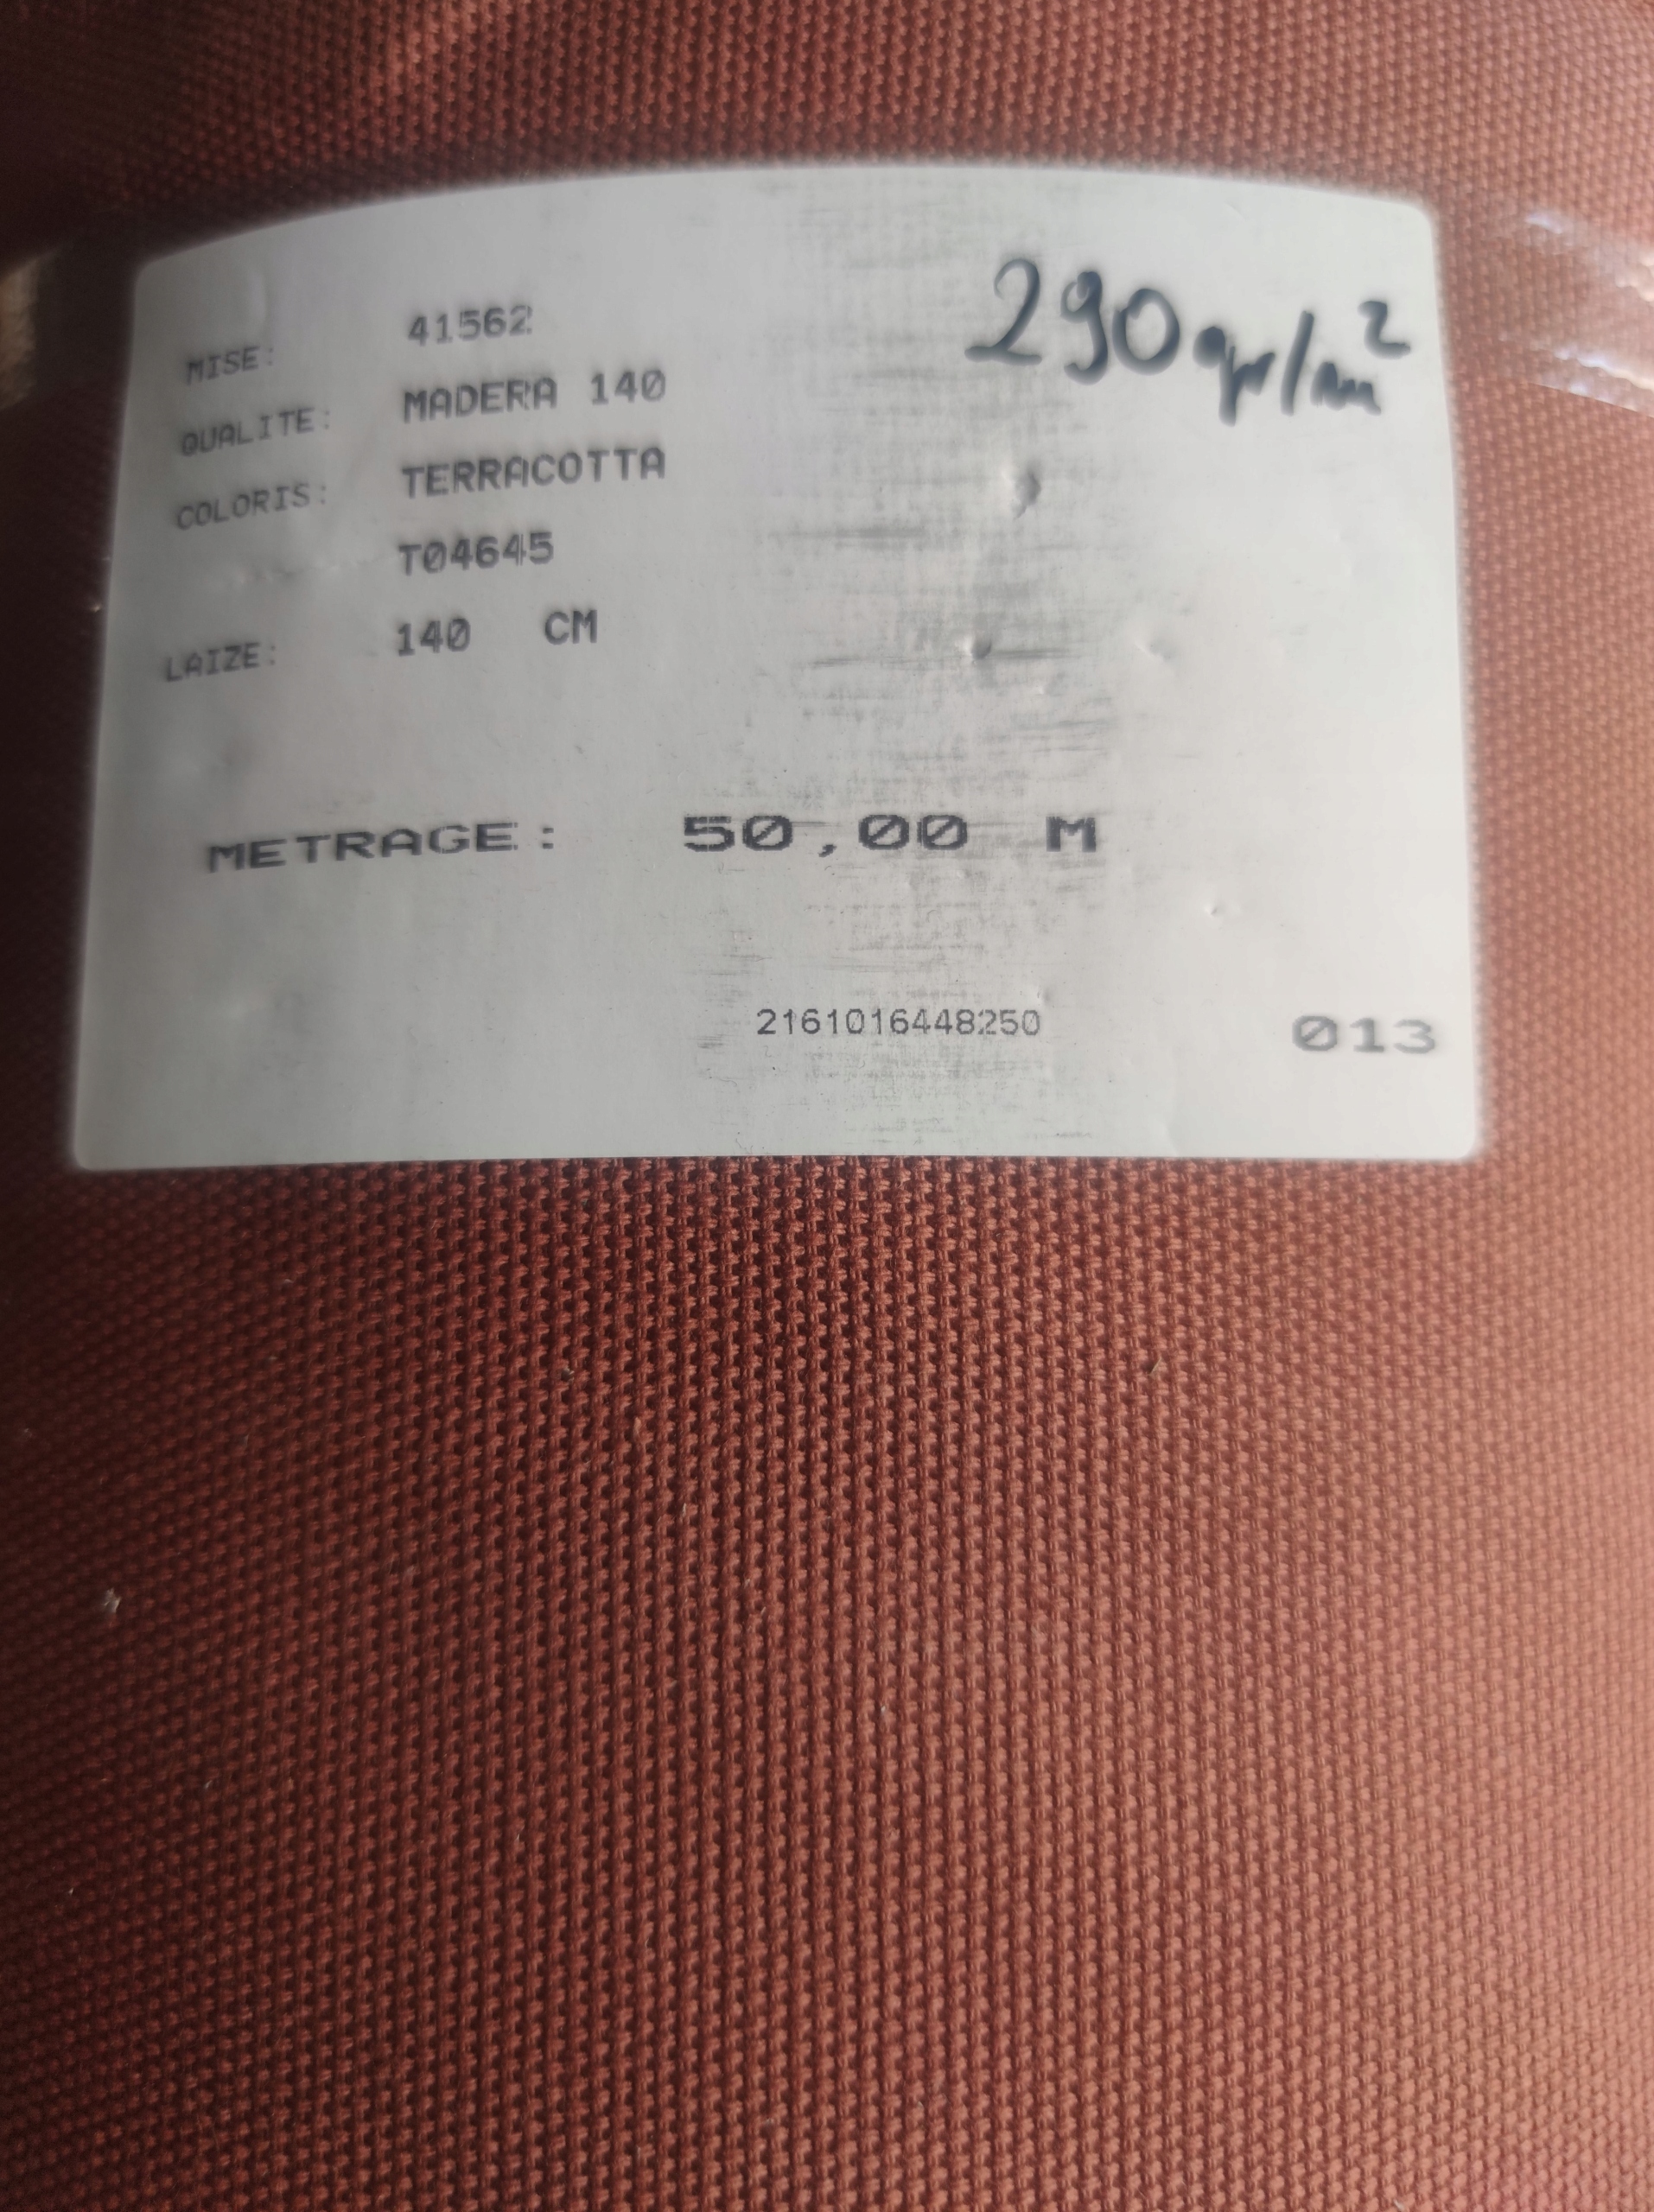 290 gr/m²
MISE: 41562
QUALITE: MADERA 140
COLORIS: TERRACOTTA
T04645
LAIZE: 140 CM
METRAGE: 50,00 M
2161016448250
013